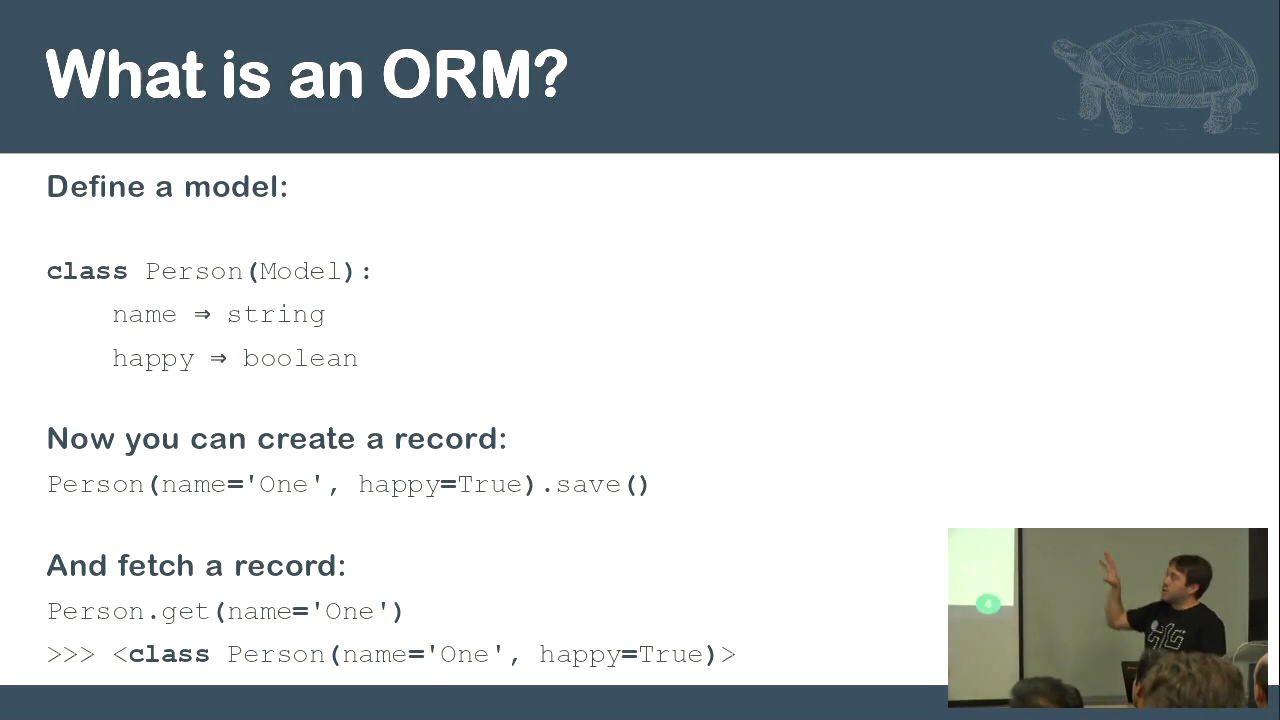 What is an ORM?
Define a model:
class Person(Model):
name ⇒ string
happy ⇒ boolean
Now you can create a record:
Person(name='One', happy=True).save()
And fetch a record:
Person.get(name='One')
>>> <class Person(name='One', happy=True)>
4